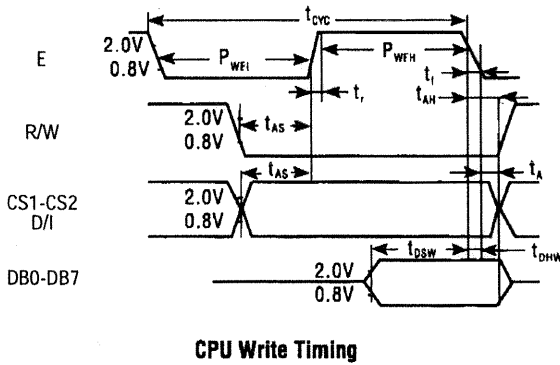 tCYC
E
2.0V
0.8V
PWEL
PWEH
tf
tr
tAH
R/W
2.0V
0.8V
tAS
CS1-CS2
D/I
2.0V
0.8V
tAS
tA
DB0-DB7
2.0V
0.8V
tDSW
tDHW
CPU Write Timing